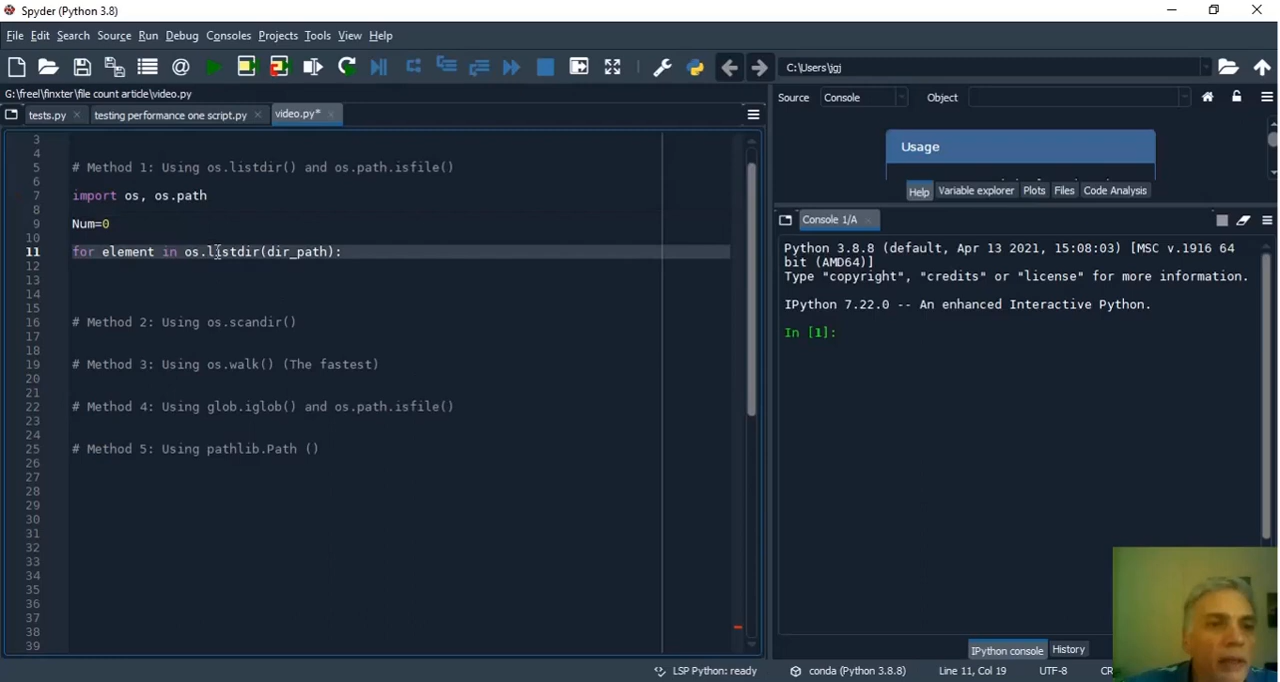 Spyder (Python 3.8)
File Edit Search Source Run Debug Consoles Projects Tools View Help
C:\Users\jgj
G:\freel\finxter\file count article\video.py
Source Console Object
tests.py testing performance one script.py video.py*
3
4
5 # Method 1: Using os.listdir() and os.path.isfile()
6
7 import os, os.path
8
9 Num=0
10
11 for element in os.listdir(dir_path):
12
13
14
15
16 # Method 2: Using os.scandir()
17
18
19 # Method 3: Using os.walk() (The fastest)
20
21
22 # Method 4: Using glob.iglob() and os.path.isfile()
23
24
25 # Method 5: Using pathlib.Path ()
26
27
28
29
30
31
32
33
34
35
36
37
38
39
Usage
Help Variable explorer Plots Files Code Analysis
Console 1/A
Python 3.8.8 (default, Apr 13 2021, 15:08:03) [MSC v.1916 64
bit (AMD64)]
Type "copyright", "credits" or "license" for more information.
IPython 7.22.0 -- An enhanced Interactive Python.
In [1]:
IPython console History
LSP Python: ready conda (Python 3.8.8) Line 11, Col 19 UTF-8 CR